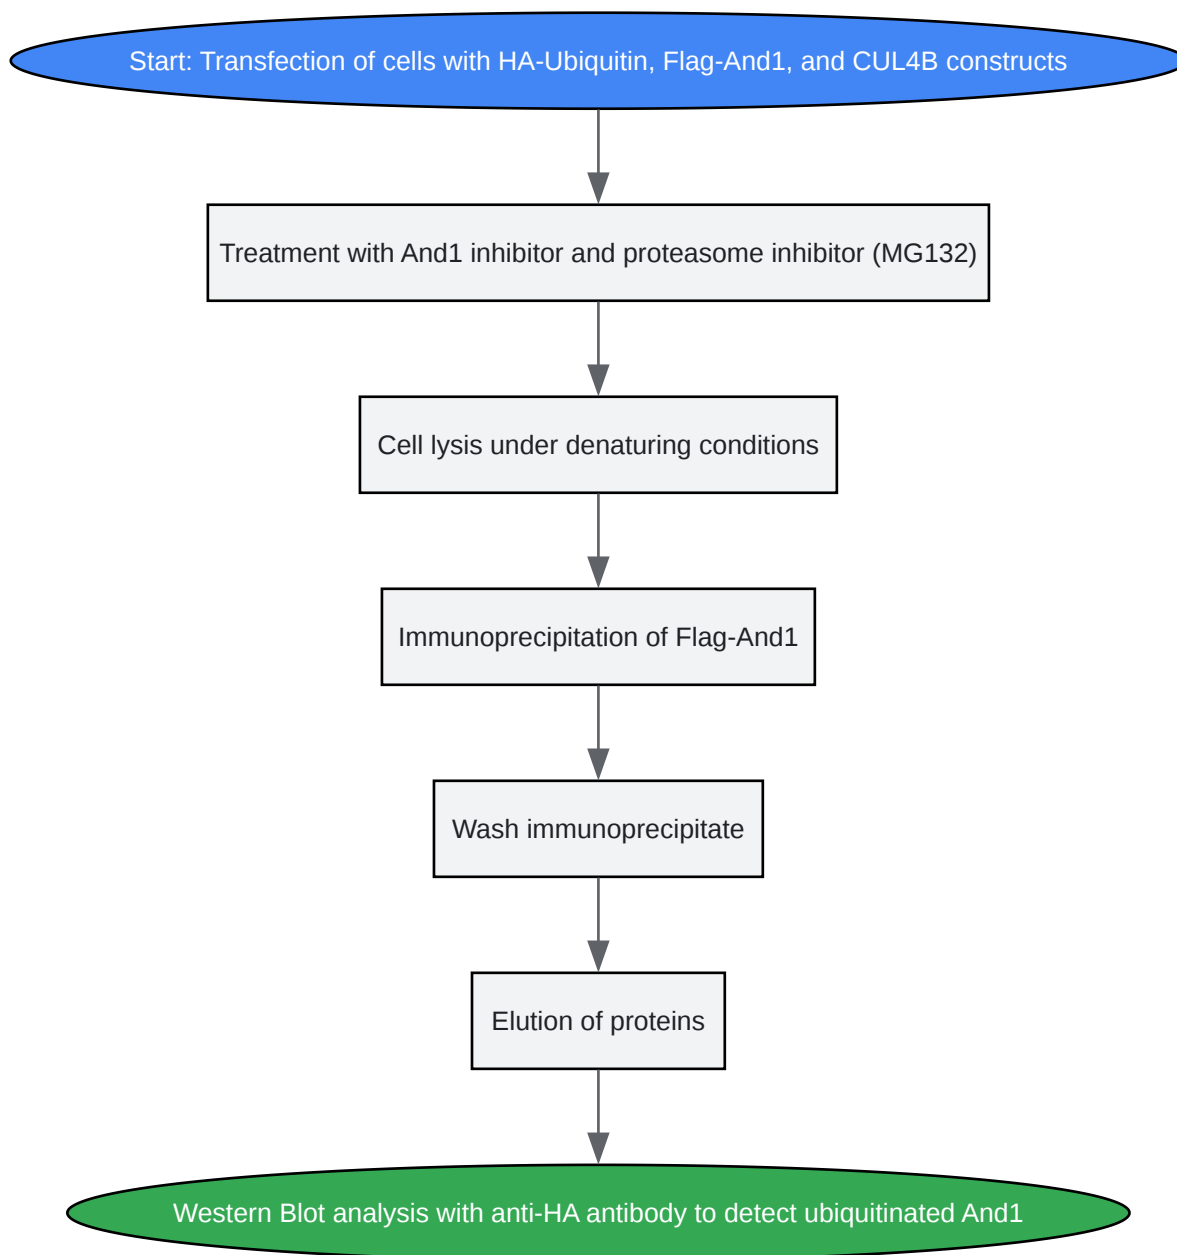 Start: Transfection of cells with HA-Ubiquitin, Flag-And1, and CUL4B constructs
Treatment with And1 inhibitor and proteasome inhibitor (MG132)
Cell lysis under denaturing conditions
Immunoprecipitation of Flag-And1
Wash immunoprecipitate
Elution of proteins
Western Blot analysis with anti-HA antibody to detect ubiquitinated And1